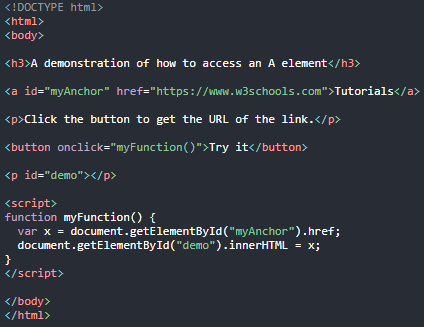 <!DOCTYPE html>
<html>
<body>
<h3>A demonstration of how to access an A element</h3>
<a id="myAnchor" href="https://www.w3schools.com">Tutorials</a>
<p>Click the button to get the URL of the link.</p>
<button onclick="myFunction()">Try it</button>
<p id="demo"></p>
<script>
function myFunction() {
  var x = document.getElementById("myAnchor").href;
  document.getElementById("demo").innerHTML = x;
}
</script>
</body>
</html>